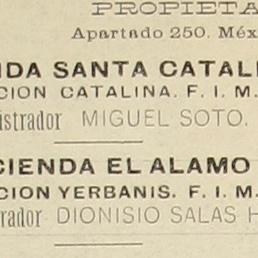 PROPIETA
Apartado 250. Méx
NDA SANTA CATALI
CION CATALINA. F. I. M.
istrador MIGUEL SOTO.
CIENDA EL ALAMO
CION YERBANIS. F. I. M.
rador DIONISIO SALAS H